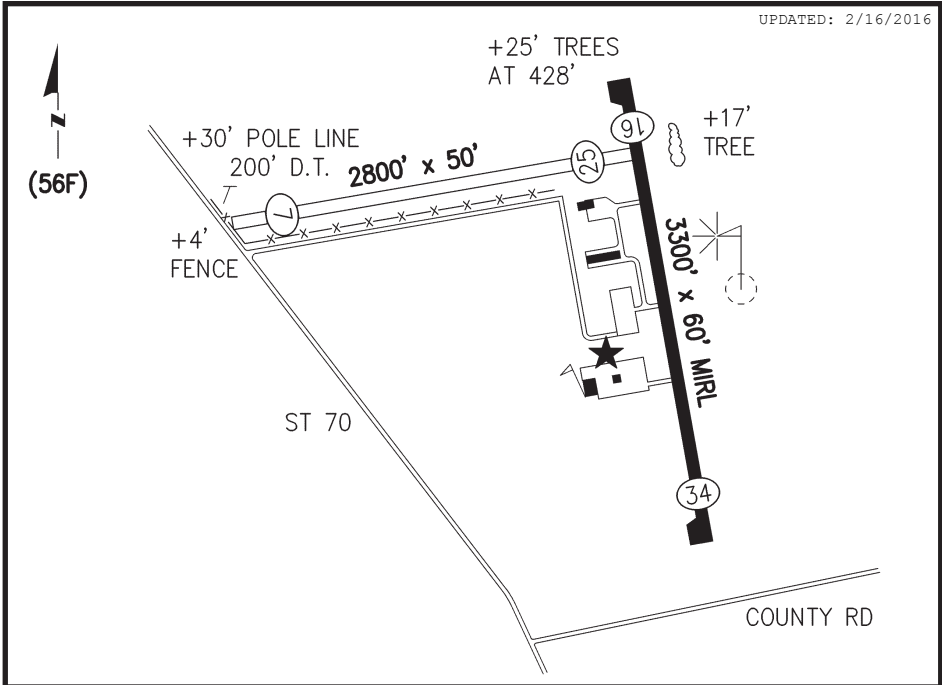 UPDATED: 2/16/2016
+25' TREES
AT 428'
N
+30' POLE LINE
200' D.T.
2800' x 50'
25
16
+17'
TREE
(56F)
7
+4'
FENCE
3300' x 60' MIRL
ST 70
34
COUNTY RD